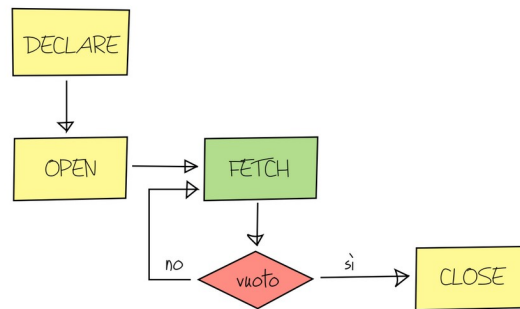 DECLARE
OPEN
FETCH
no
vuoto
sì
CLOSE